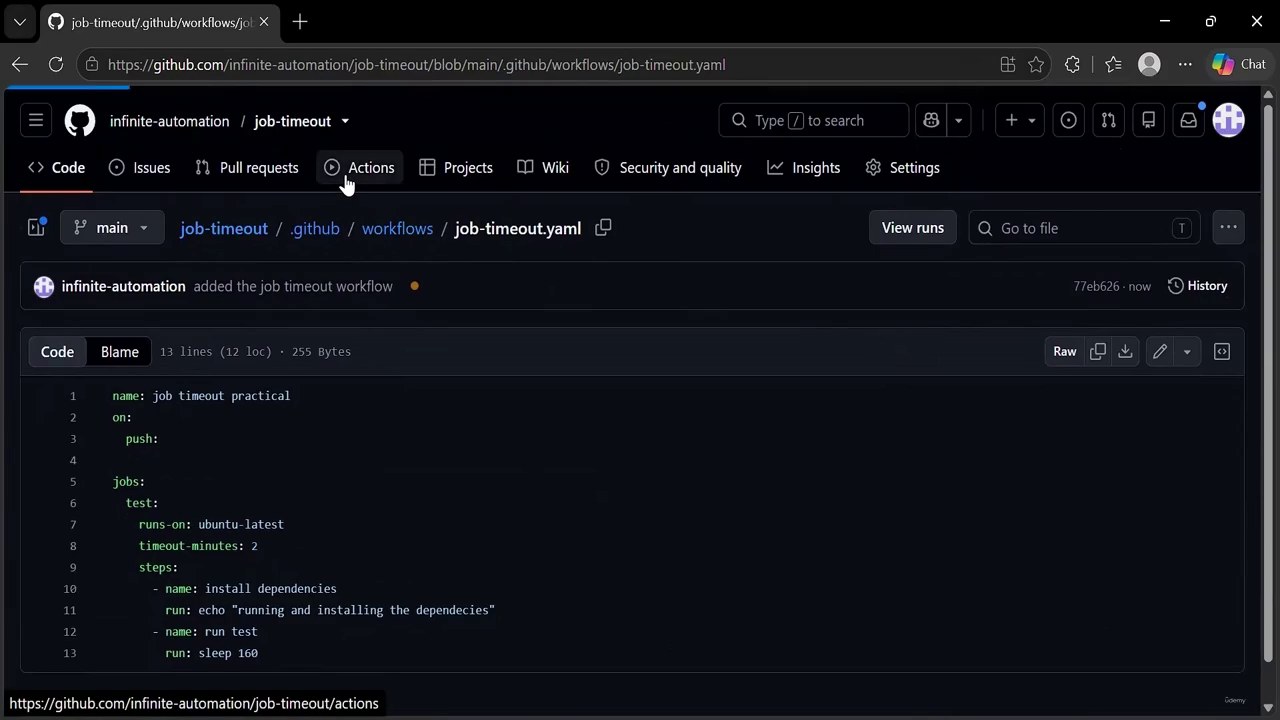 job-timeout/.github/workflows/jo
https://github.com/infinite-automation/job-timeout/blob/main/.github/workflows/job-timeout.yaml
Chat
infinite-automation / job-timeout
Type / to search
Code
Issues
Pull requests
Actions
Projects
Wiki
Security and quality
Insights
Settings
main
job-timeout / .github / workflows / job-timeout.yaml
View runs
Go to file
T
infinite-automation added the job timeout workflow
77eb626 · now
History
Code
Blame
13 lines (12 loc) · 255 Bytes
Raw
1 name: job timeout practical
2 on:
3 push:
4
5 jobs:
6 test:
7 runs-on: ubuntu-latest
8 timeout-minutes: 2
9 steps:
10 - name: install dependencies
11 run: echo "running and installing the dependecies"
12 - name: run test
13 run: sleep 160
https://github.com/infinite-automation/job-timeout/actions
Udemy